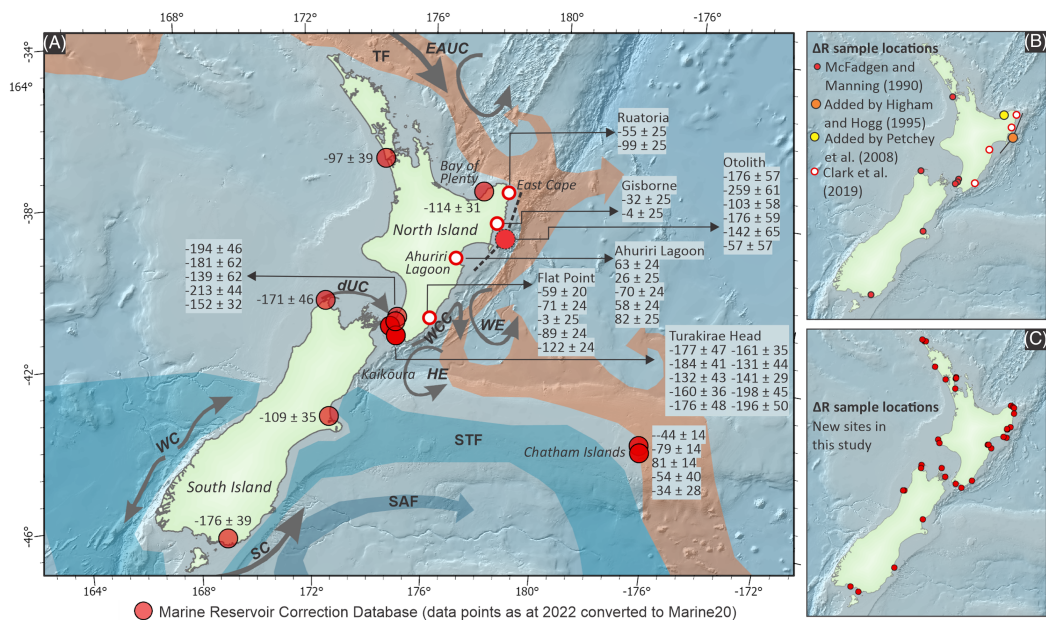 168°
172°
176°
180°
-176°
(A)
-34°
164°
-38°
-42°
-46°
TF
EAUC
Ruatoria
-55 ± 25
-99 ± 25
-97 ± 39
Bay of
Plenty
East Cape
-114 ± 31
Gisborne
-32 ± 25
-4 ± 25
Otolith
-176 ± 57
-259 ± 61
-103 ± 58
-176 ± 59
-142 ± 65
-57 ± 57
North Island
Ahuriri
Lagoon
Ahuriri Lagoon
63 ± 24
26 ± 25
-70 ± 24
58 ± 24
82 ± 25
-194 ± 46
-181 ± 62
-139 ± 62
-213 ± 44
-152 ± 32
-171 ± 46
dUC
Flat Point
-59 ± 20
-71 ± 24
-3 ± 25
-89 ± 24
-122 ± 24
WCC
WE
HE
Kaikōura
Turakirae Head
-177 ± 47 -161 ± 35
-184 ± 41 -131 ± 44
-132 ± 43 -141 ± 29
-160 ± 36 -198 ± 45
-176 ± 48 -196 ± 50
-109 ± 35
WC
STF
Chatham Islands
--44 ± 14
-79 ± 14
81 ± 14
-54 ± 40
-34 ± 28
South Island
SAF
-176 ± 39
SC
164°
168°
172°
176°
180°
-176°
-172°
Marine Reservoir Correction Database (data points as at 2022 converted to Marine20)
(B)
ΔR sample locations
McFadgen and
Manning (1990)
Added by Higham
and Hogg (1995)
Added by Petchey
et al. (2008)
Clark et al.
(2019)
(C)
ΔR sample locations
New sites in
this study